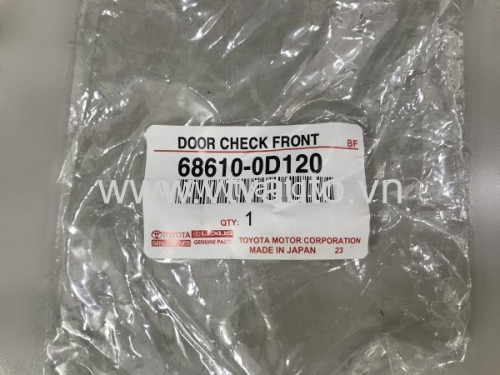 DOOR CHECK FRONT
BF
68610-0D120
QTY: 1
TOYOTA
LEXUS
GENUINE PARTS
TOYOTA MOTOR CORPORATION
MADE IN JAPAN 23